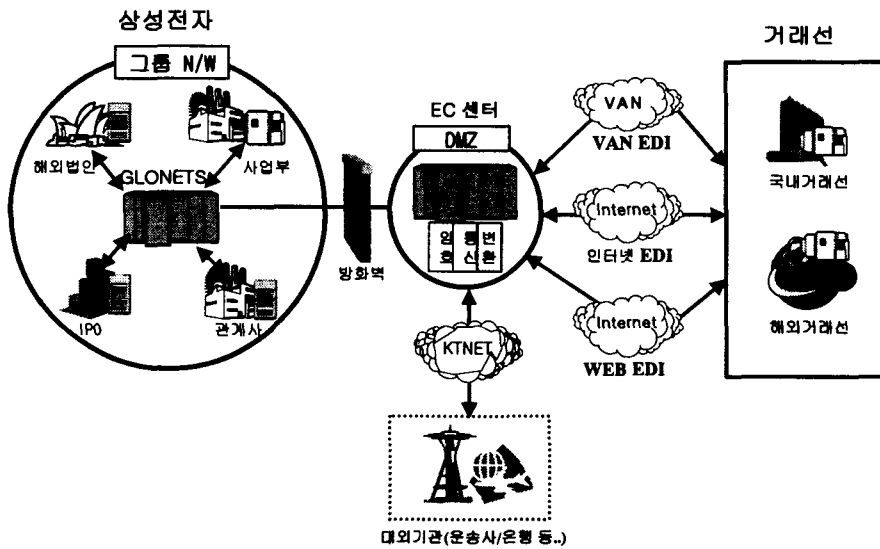 삼성전자
그룹 N/W
해외법인
사업부
GLONETS
IPO
관계사
방화벽
EC 센터
DMZ
암 통 변
호 신 환
KTNET
대외기관(운송사/은행 등..)
VAN
VAN EDI
Internet
인터넷 EDI
Internet
WEB EDI
거래선
국내거래선
해외거래선